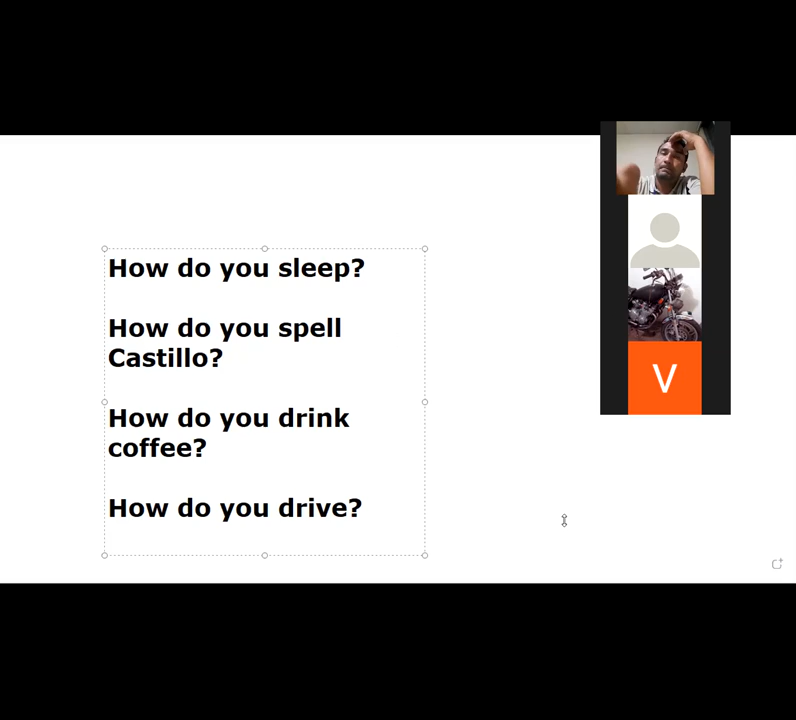 How do you sleep?
How do you spell
Castillo?
How do you drink
coffee?
How do you drive?
V